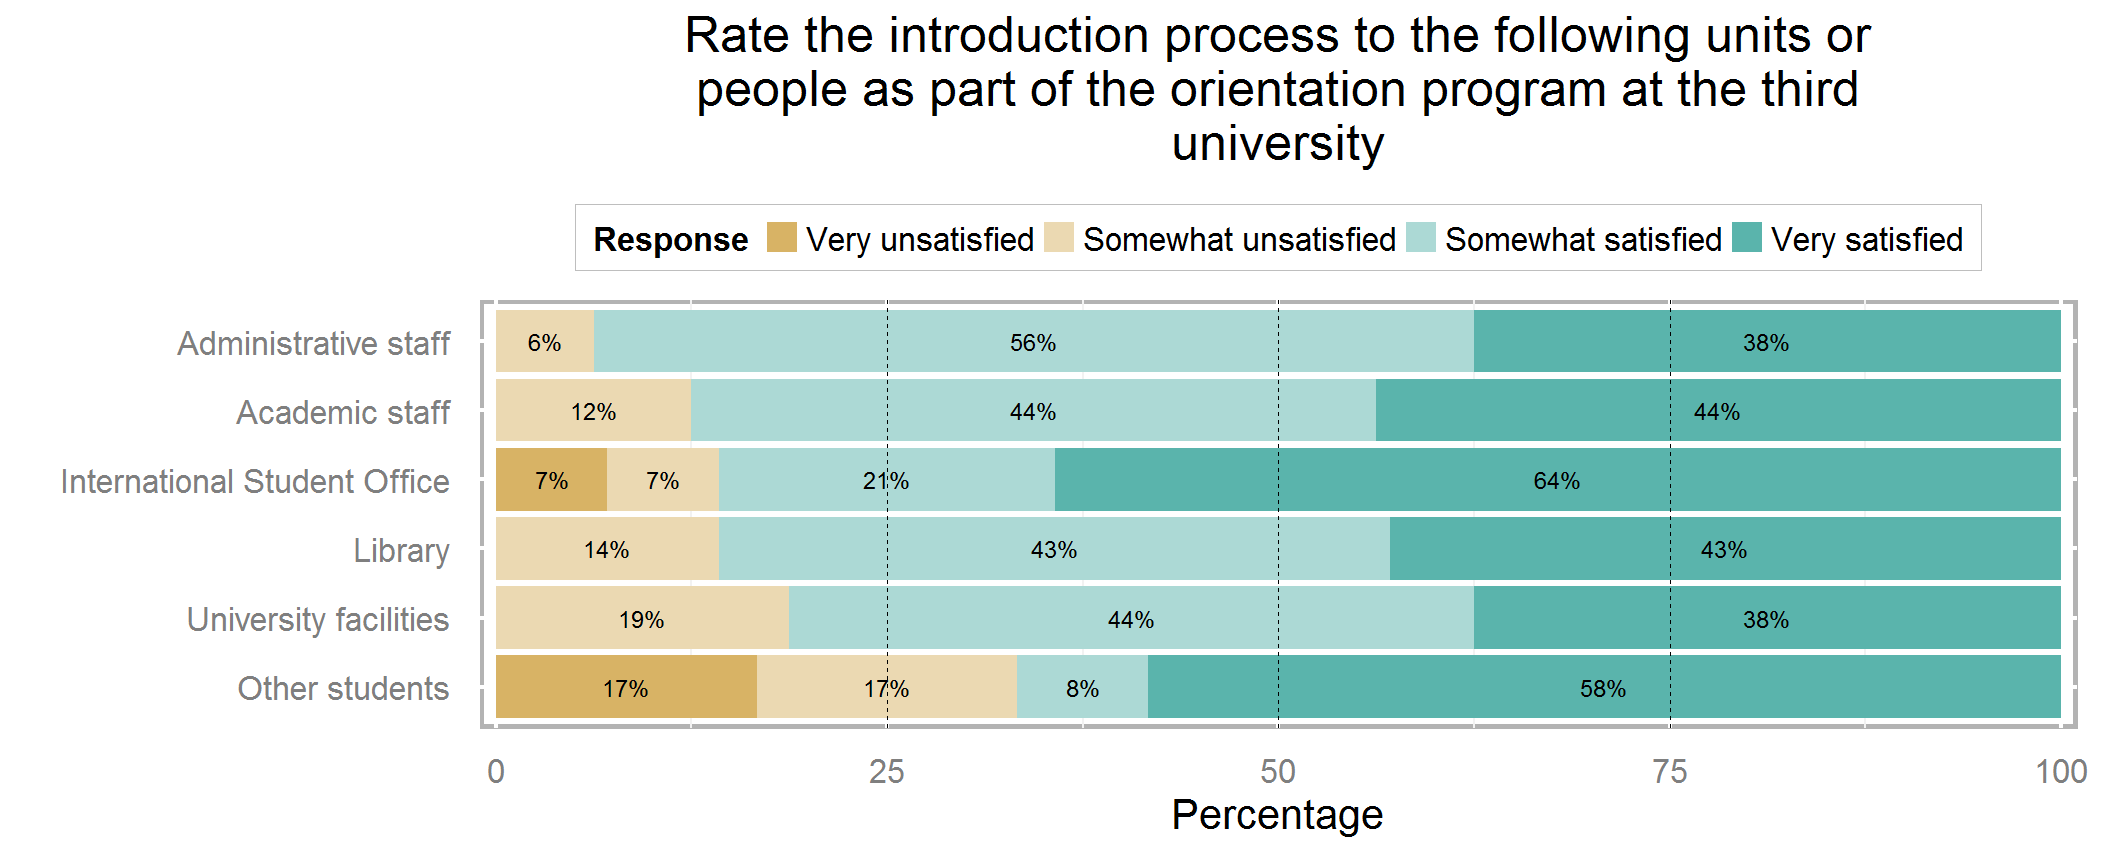 Rate the introduction process to the following units or
people as part of the orientation program at the third
university
Response Very unsatisfied Somewhat unsatisfied Somewhat satisfied Very satisfied
Administrative staff 6% 56% 38%
Academic staff 12% 44% 44%
International Student Office 7% 7% 21% 64%
Library 14% 43% 43%
University facilities 19% 44% 38%
Other students 17% 17% 8% 58%
0 25 50 75 100
Percentage